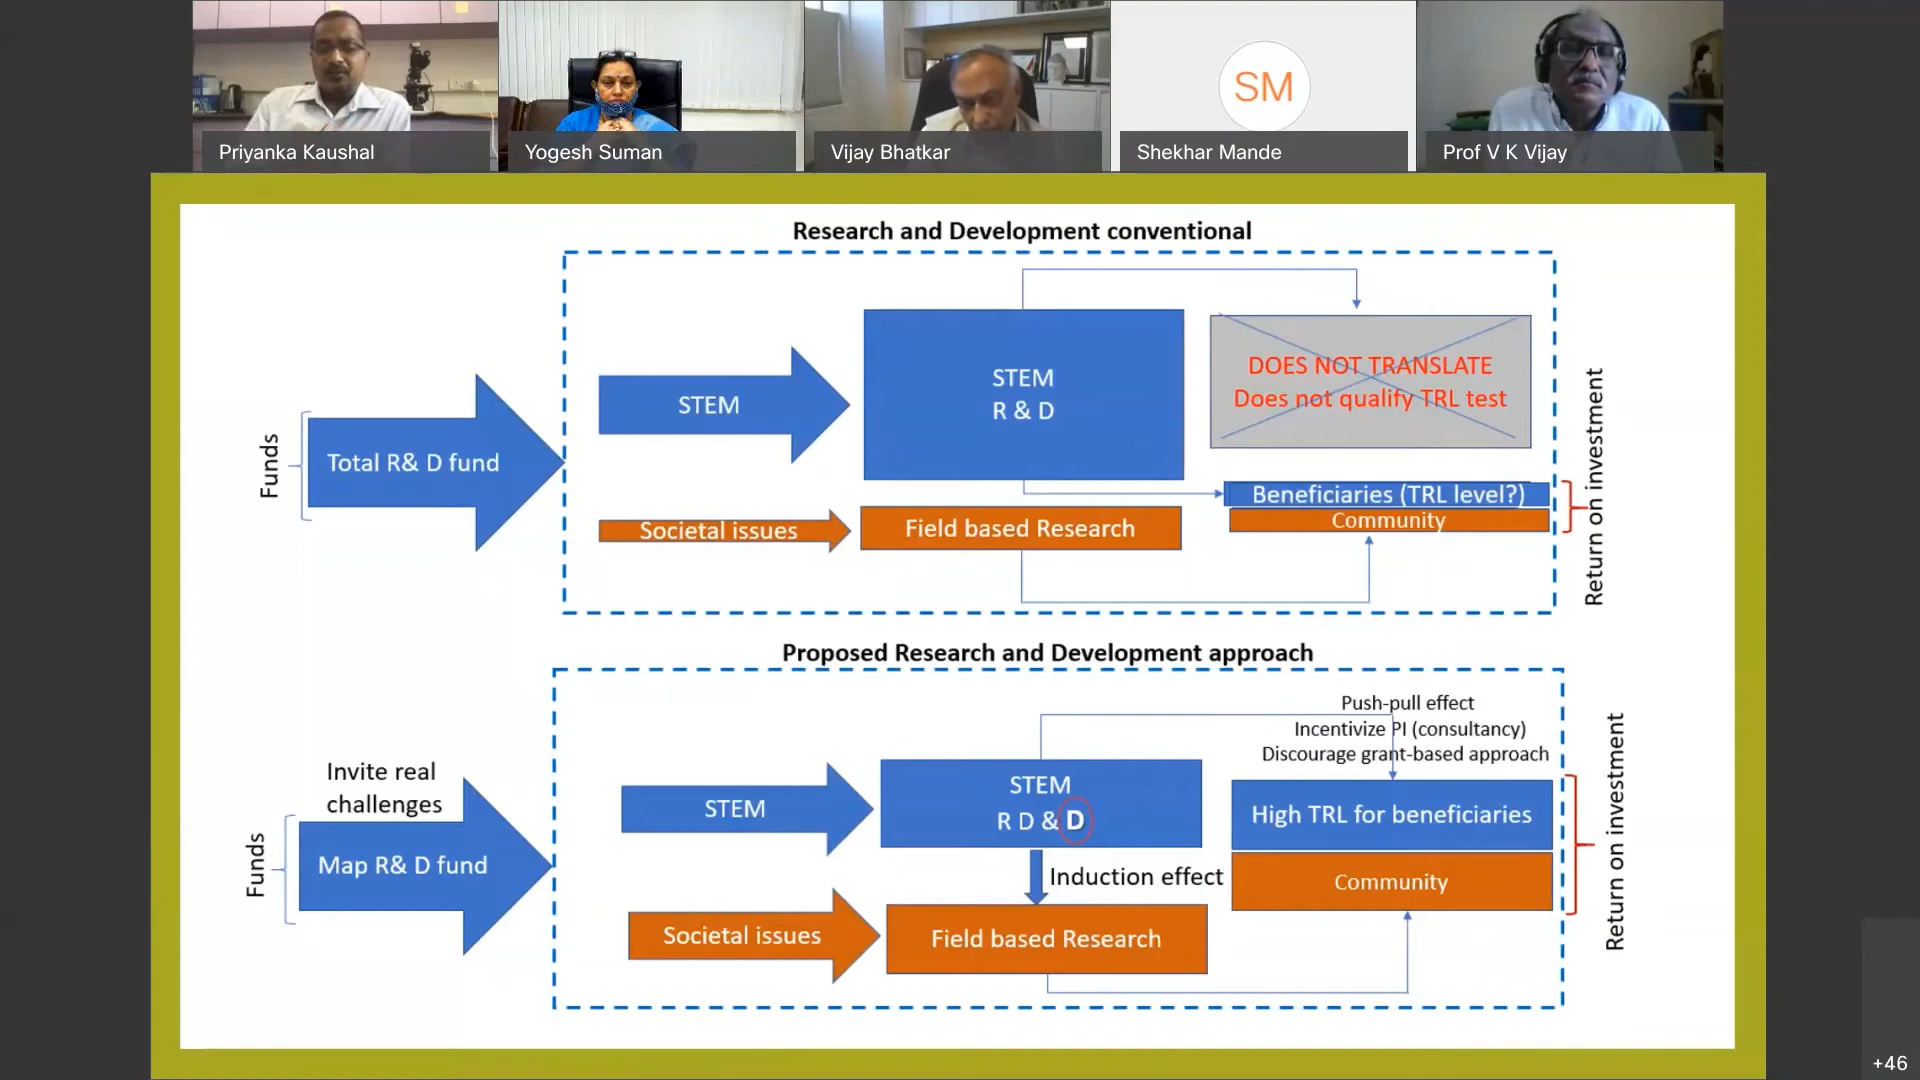 Priyanka Kaushal
Yogesh Suman
Vijay Bhatkar
SM
Shekhar Mande
Prof V K Vijay
Research and Development conventional
Funds
Total R& D fund
STEM
STEM
R & D
DOES NOT TRANSLATE
Does not qualify TRL test
Societal issues
Field based Research
Beneficiaries (TRL level?)
Community
Return on investment
Proposed Research and Development approach
Funds
Invite real
challenges
Map R& D fund
STEM
STEM
R D & D
Induction effect
Societal issues
Field based Research
Push-pull effect
Incentivize PI (consultancy)
Discourage grant-based approach
High TRL for beneficiaries
Community
Return on investment
+46